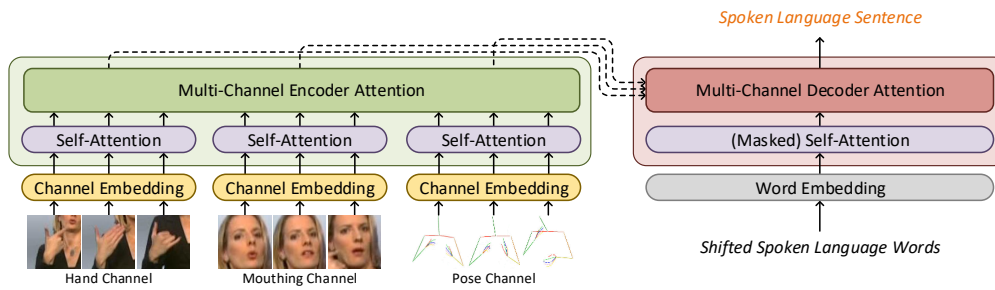 Spoken Language Sentence
Multi-Channel Encoder Attention
Multi-Channel Decoder Attention
Self-Attention
Self-Attention
Self-Attention
(Masked) Self-Attention
Channel Embedding
Channel Embedding
Channel Embedding
Word Embedding
Shifted Spoken Language Words
Hand Channel
Mouthing Channel
Pose Channel